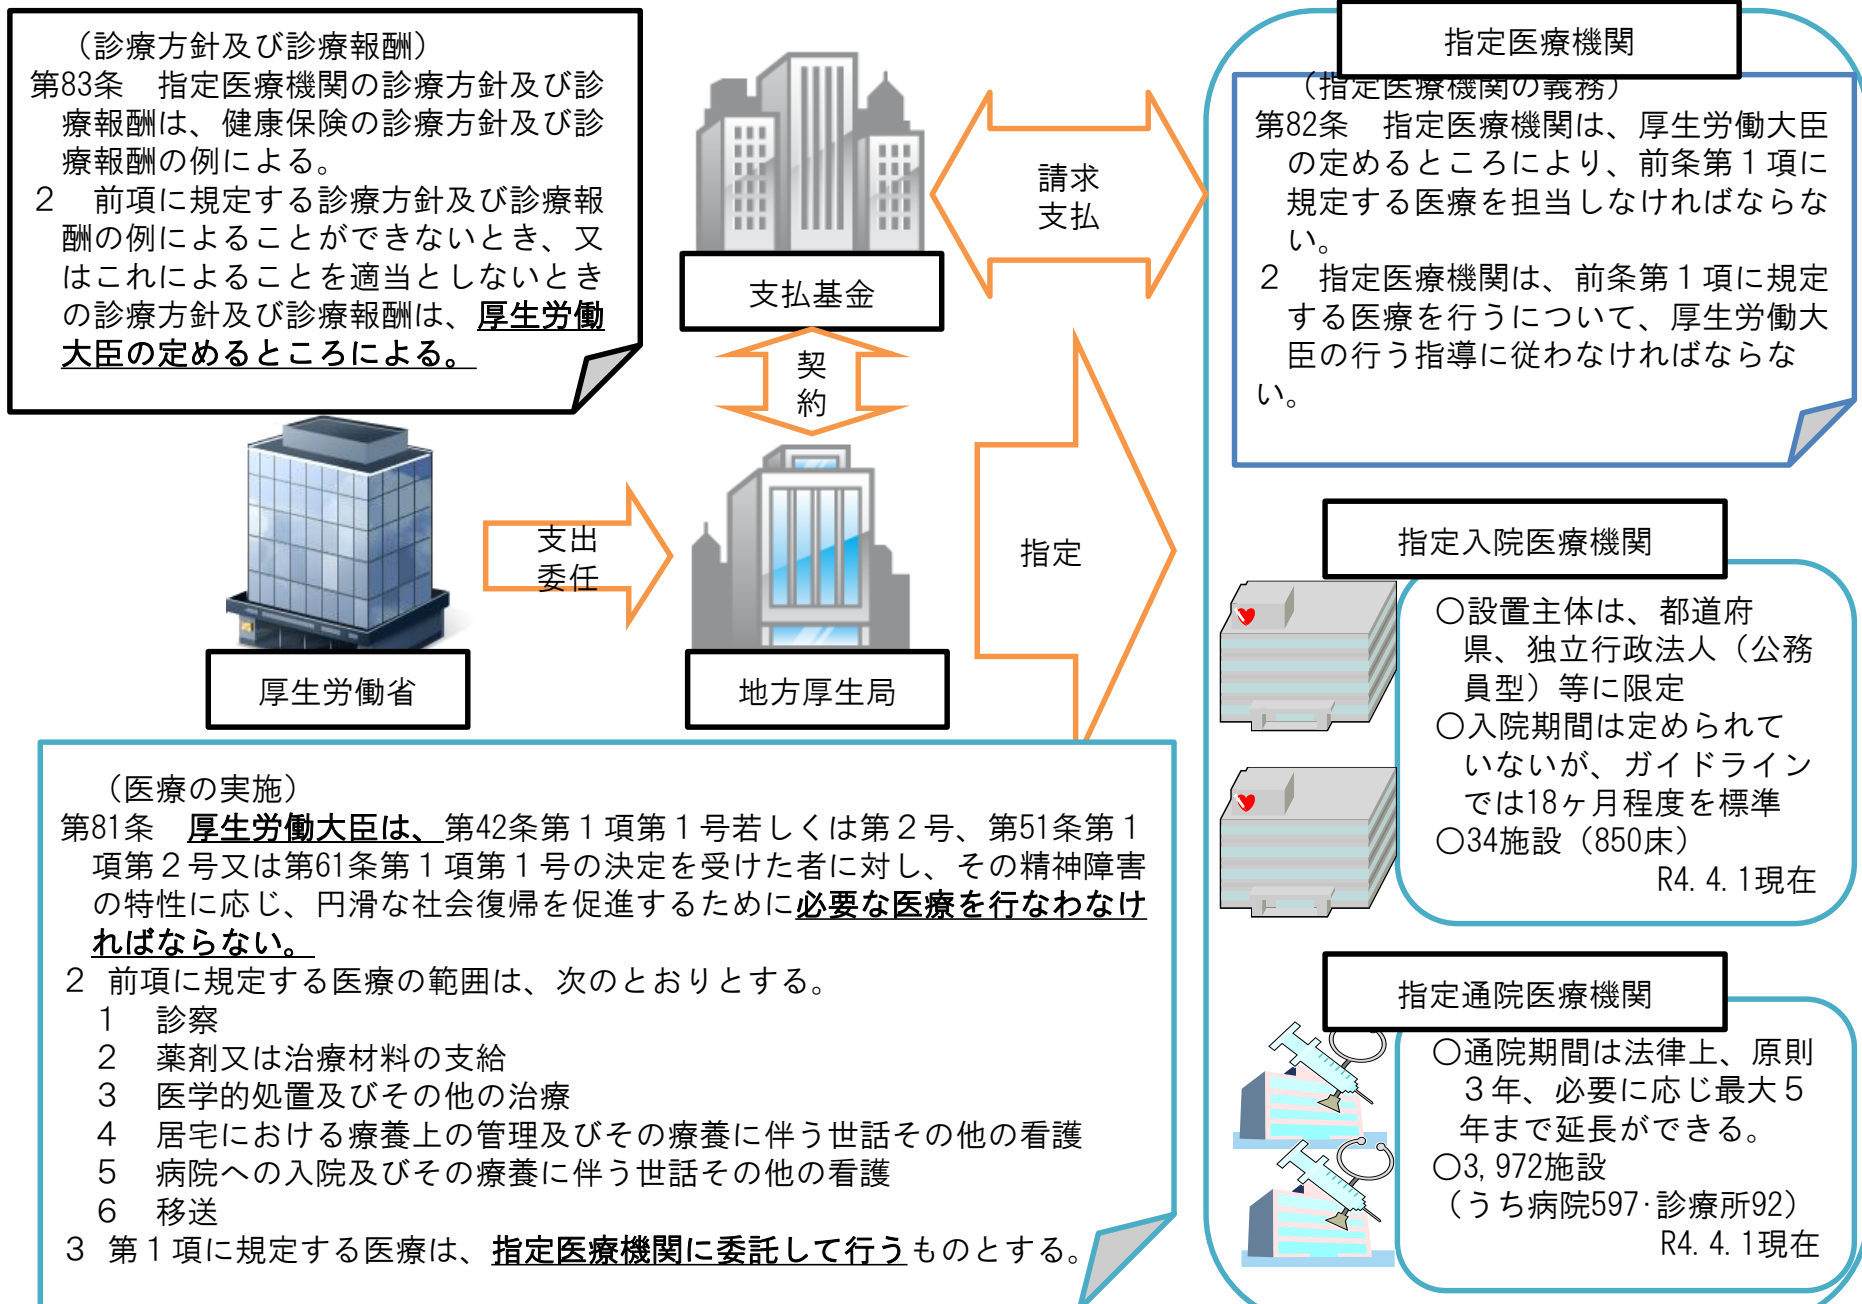 （診療方針及び診療報酬）
第83条　指定医療機関の診療方針及び診
療報酬は、健康保険の診療方針及び診
療報酬の例による。
２　前項に規定する診療方針及び診療報
酬の例によることができないとき、又
はこれによることを適当としないとき
の診療方針及び診療報酬は、厚生労働
大臣の定めるところによる。
支払基金
請求
支払
契
約
厚生労働省
支出
委任
地方厚生局
指定
（医療の実施）
第81条　厚生労働大臣は、第42条第１項第１号若しくは第２号、第51条第１
項第２号又は第61条第１項第１号の決定を受けた者に対し、その精神障害
の特性に応じ、円滑な社会復帰を促進するために必要な医療を行なわなけ
ればならない。
２ 前項に規定する医療の範囲は、次のとおりとする。
１　診察
２　薬剤又は治療材料の支給
３　医学的処置及びその他の治療
４　居宅における療養上の管理及びその療養に伴う世話その他の看護
５　病院への入院及びその療養に伴う世話その他の看護
６　移送
３ 第１項に規定する医療は、指定医療機関に委託して行うものとする。
指定医療機関
（指定医療機関の義務）
第82条　指定医療機関は、厚生労働大臣
の定めるところにより、前条第１項に
規定する医療を担当しなければならな
い。
２　指定医療機関は、前条第１項に規定
する医療を行うについて、厚生労働大
臣の行う指導に従わなければならな
い。
指定入院医療機関
○設置主体は、都道府
県、独立行政法人（公務
員型）等に限定
○入院期間は定められて
いないが、ガイドライン
では18ヶ月程度を標準
○34施設（850床）
R4.4.1現在
指定通院医療機関
○通院期間は法律上、原則
３年、必要に応じ最大５
年まで延長ができる。
○3,972施設
（うち病院597･診療所92）
R4.4.1現在